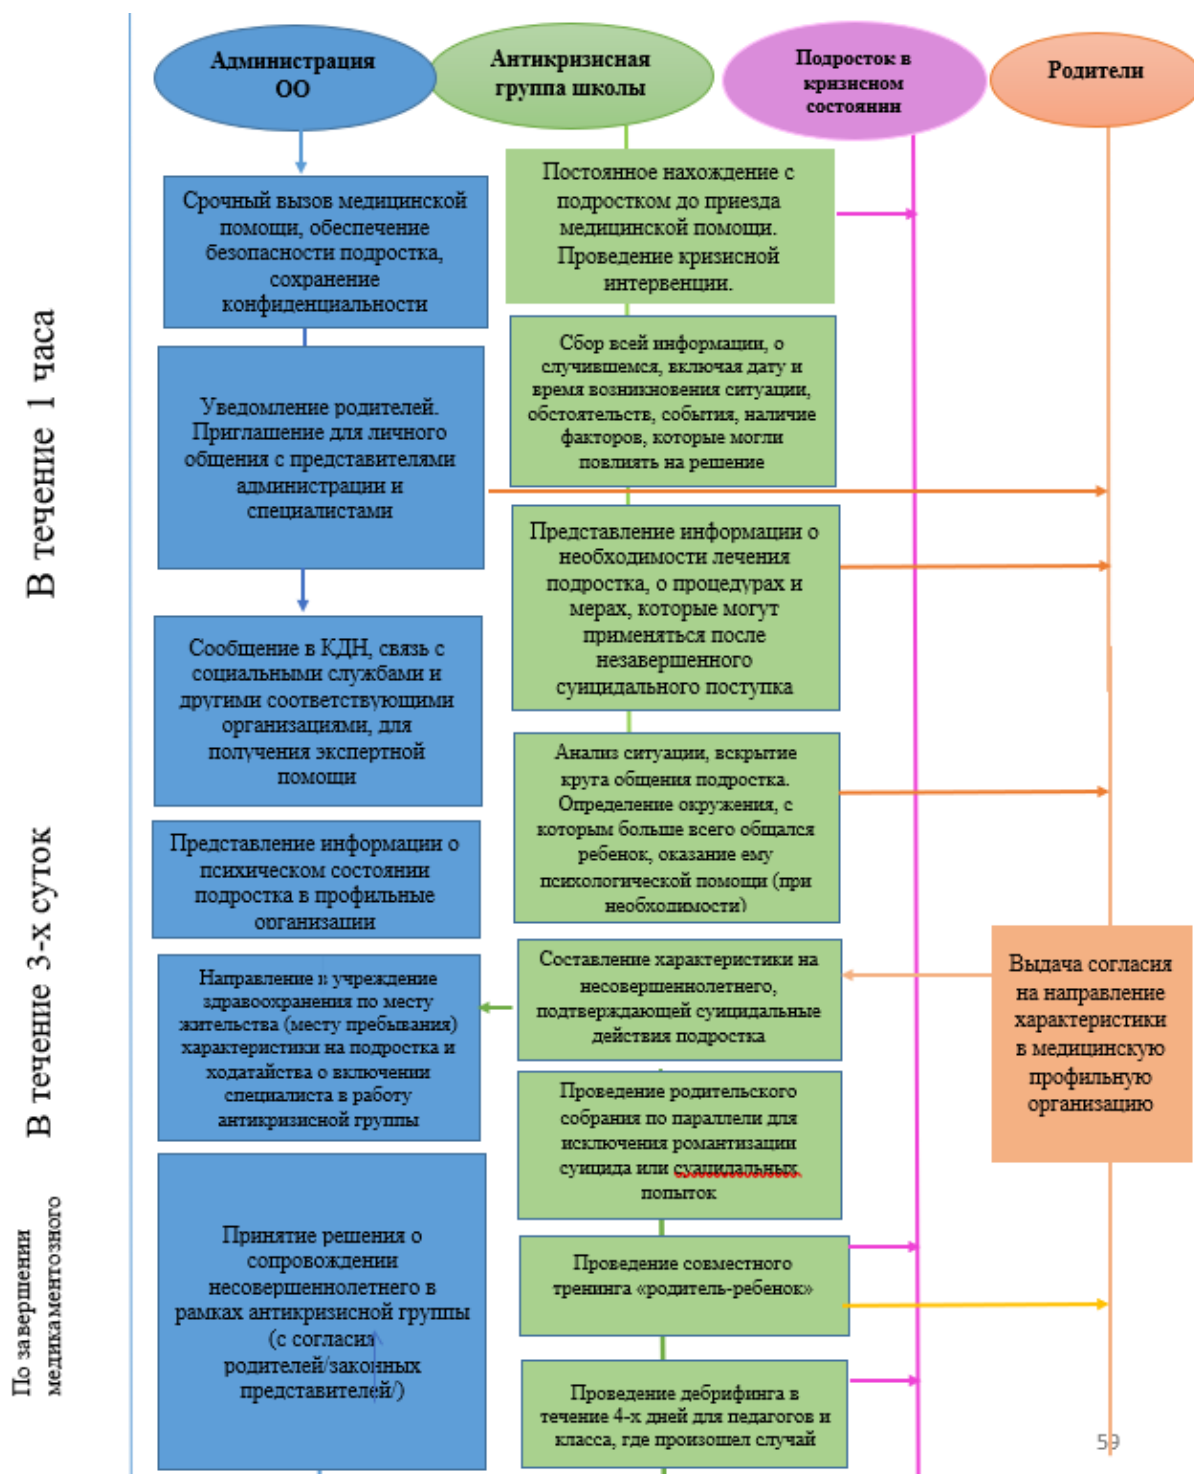 Администрация
ОО
Антикризисная
группа школы
Подросток в
кризисном
состоянии
Родители
В течение 1 часа
Срочный вызов медицинской
помощи, обеспечение
безопасности подростка,
сохранение
конфиденциальности
Постоянное нахождение с
подростком до приезда
медицинской помощи.
Проведение кризисной
интервенции.
Сбор всей информации, о
случившемся, включая дату и
время возникновения ситуации,
обстоятельств, события, наличие
факторов, которые могли
повлиять на решение
Уведомление родителей.
Приглашение для личного
общения с представителями
администрации и
специалистами
Представление информации о
необходимости лечения
подростка, о процедурах и
мерах, которые могут
применяться после
незавершенного
суицидального поступка
Сообщение в КДН, связь с
социальными службами и
другими соответствующими
организациями, для
получения экспертной
помощи
Анализ ситуации, вскрытие
круга общения подростка.
Определение окружения, с
которым больше всего общался
ребенок, оказание ему
психологической помощи (при
необходимости)
В течение 3-х суток
Представление информации о
психическом состоянии
подростка в профильные
организации
Составление характеристики на
несовершеннолетнего,
подтверждающей суицидальные
действия подростка
Выдача согласия
на направление
характеристики
в медицинскую
профильную
организацию
Направление в учреждение
здравоохранения по месту
жительства (месту пребывания)
характеристики на подростка и
ходатайства о включении
специалиста в работу
антикризисной группы
Проведение родительского
собрания по параллели для
исключения романтизации
суицида или суацидальных
попыток
По завершении
медикаментозного
Принятие решения о
сопровождении
несовершеннолетнего в
рамках антикризисной группы
(с согласия
родителей/законных
представителей/)
Проведение совместного
тренинга «родитель-ребенок»
Проведение дебрифинга в
течение 4-х дней для педагогов и
класса, где произошел случай
59